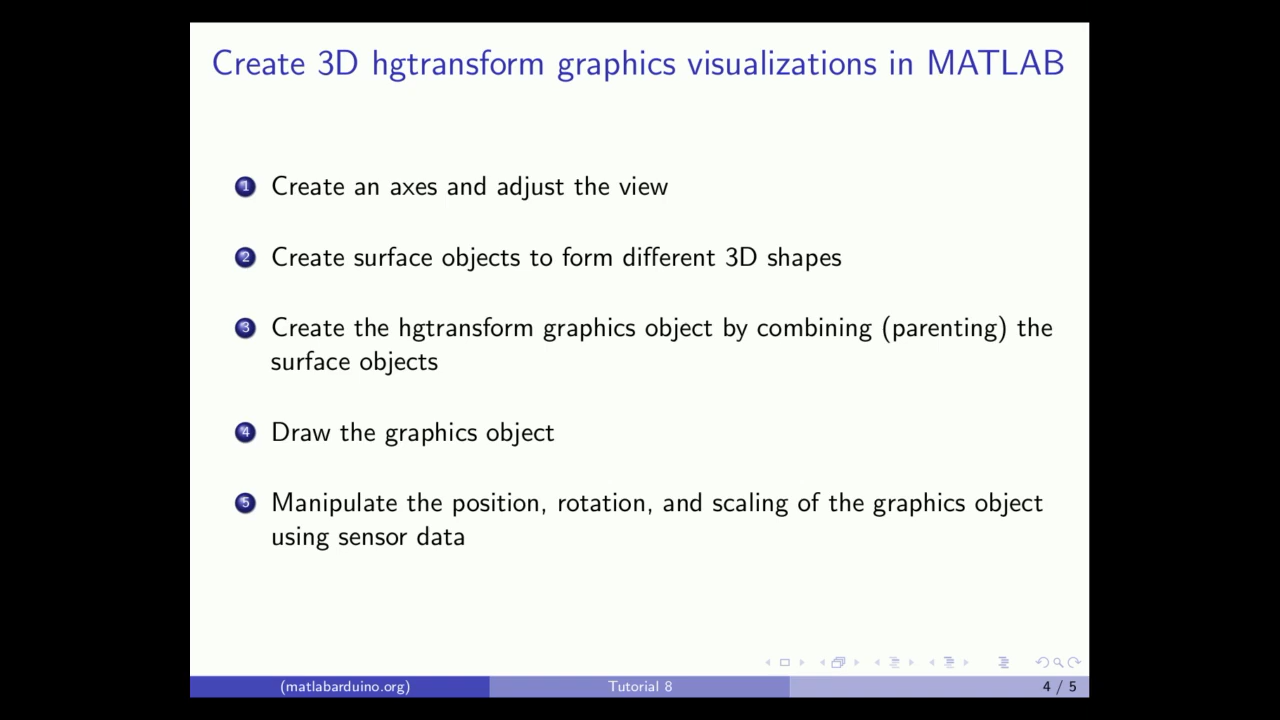 Create 3D hgtransform graphics visualizations in MATLAB
1 Create an axes and adjust the view
2 Create surface objects to form different 3D shapes
3 Create the hgtransform graphics object by combining (parenting) the
surface objects
4 Draw the graphics object
5 Manipulate the position, rotation, and scaling of the graphics object
using sensor data
(matlabarduino.org) Tutorial 8 4 / 5